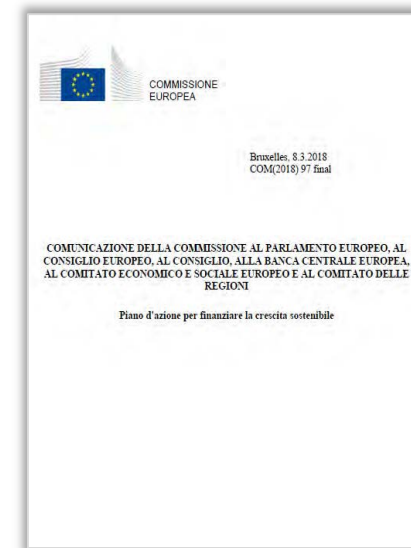 COMMISSIONE
EUROPEA
Bruxelles, 8.3.2018
COM(2018) 97 final
COMUNICAZIONE DELLA COMMISSIONE AL PARLAMENTO EUROPEO, AL
CONSIGLIO EUROPEO, AL CONSIGLIO, ALLA BANCA CENTRALE EUROPEA,
AL COMITATO ECONOMICO E SOCIALE EUROPEO E AL COMITATO DELLE
REGIONI
Piano d'azione per finanziare la crescita sostenibile